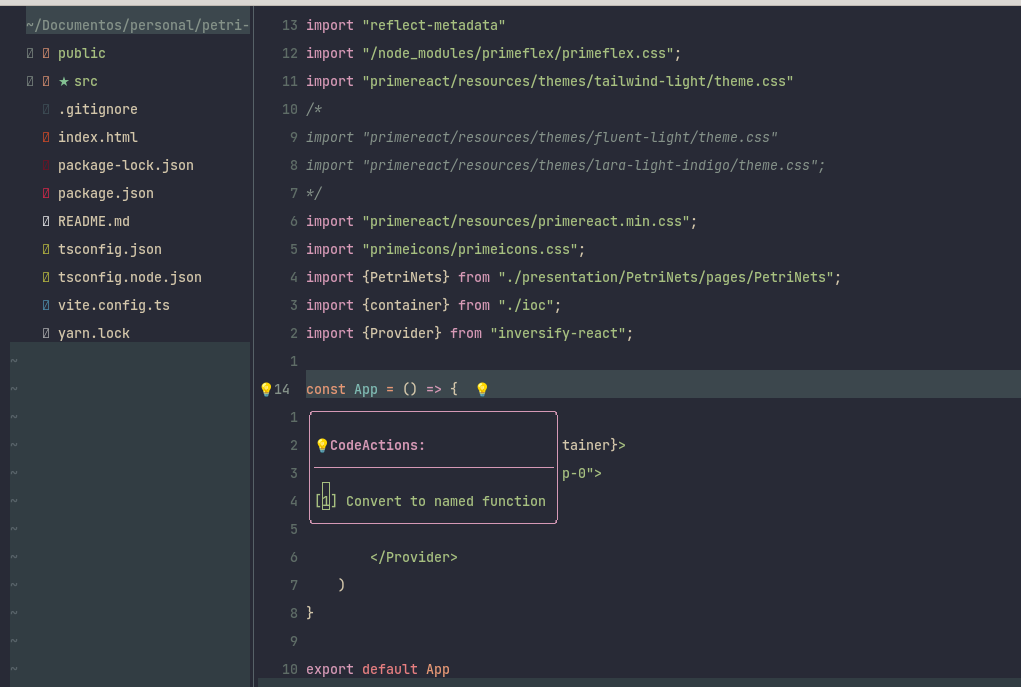 ~/Documentos/personal/petri-
public
★ src
.gitignore
index.html
package-lock.json
package.json
README.md
tsconfig.json
tsconfig.node.json
vite.config.ts
yarn.lock
~
~
~
~
~
~
~
~
~
~
~
~
13 import "reflect-metadata"
12 import "/node_modules/primeflex/primeflex.css";
11 import "primereact/resources/themes/tailwind-light/theme.css"
10 /*
9 import "primereact/resources/themes/fluent-light/theme.css"
8 import "primereact/resources/themes/lara-light-indigo/theme.css";
7 */
6 import "primereact/resources/primereact.min.css";
5 import "primeicons/primeicons.css";
4 import {PetriNets} from "./presentation/PetriNets/pages/PetriNets";
3 import {container} from "./ioc";
2 import {Provider} from "inversify-react";
1
💡14 const App = () => { 💡
1
2 💡CodeActions: tainer}>
3 p-0">
4 [1] Convert to named function
5
6 </Provider>
7 )
8 }
9
10 export default App